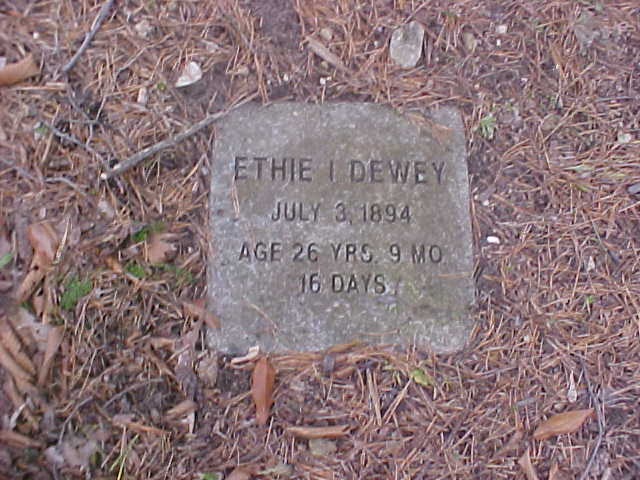 ETHIE I DEWEY
JULY 3, 1894
AGE 26 YRS. 9 MO
16 DAYS